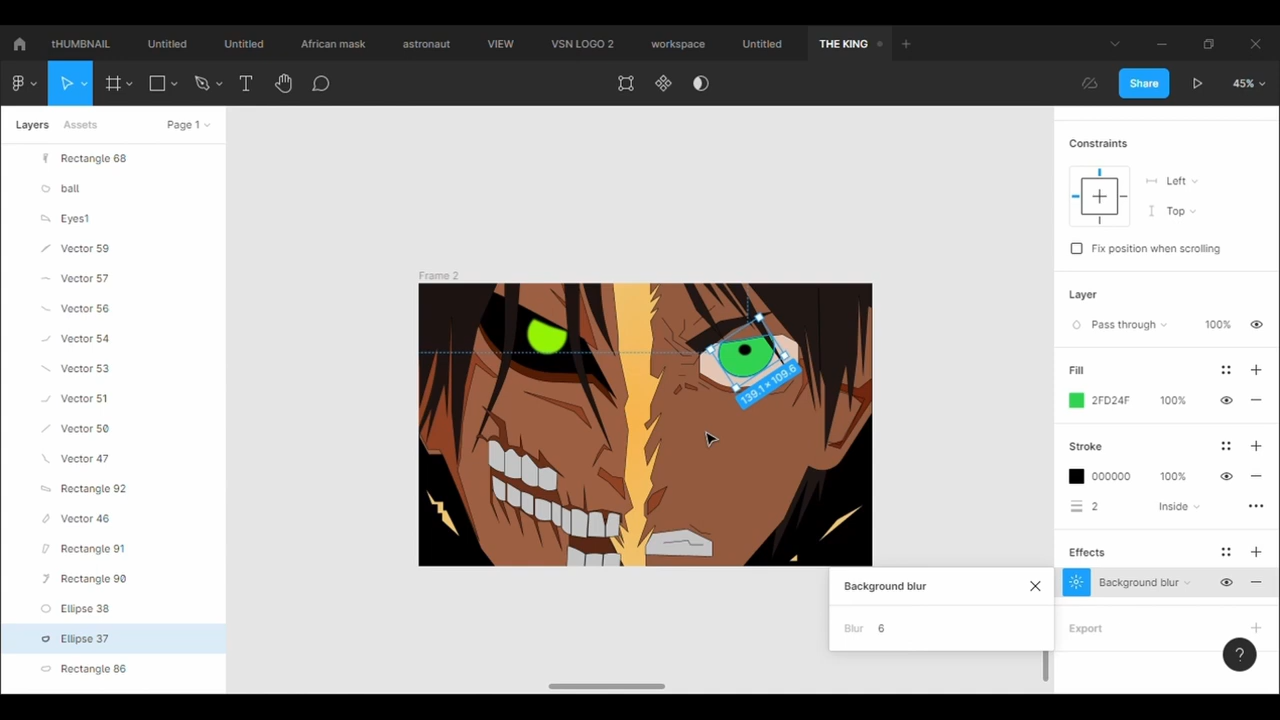 tHUMBNAIL Untitled Untitled African mask astronaut VIEW VSN LOGO 2 workspace Untitled THE KING
T Share 45%
Layers Assets Page 1
Rectangle 68
ball
Eyes1
Vector 59
Vector 57
Vector 56
Vector 54
Vector 53
Vector 51
Vector 50
Vector 47
Rectangle 92
Vector 46
Rectangle 91
Rectangle 90
Ellipse 38
Ellipse 37
Rectangle 86
Frame 2
139.1 × 109.6
Background blur
Blur 6
Constraints
Left
Top
Fix position when scrolling
Layer
Pass through 100%
Fill
2FD24F 100%
Stroke
000000 100%
2 Inside
Effects
Background blur
Export
?